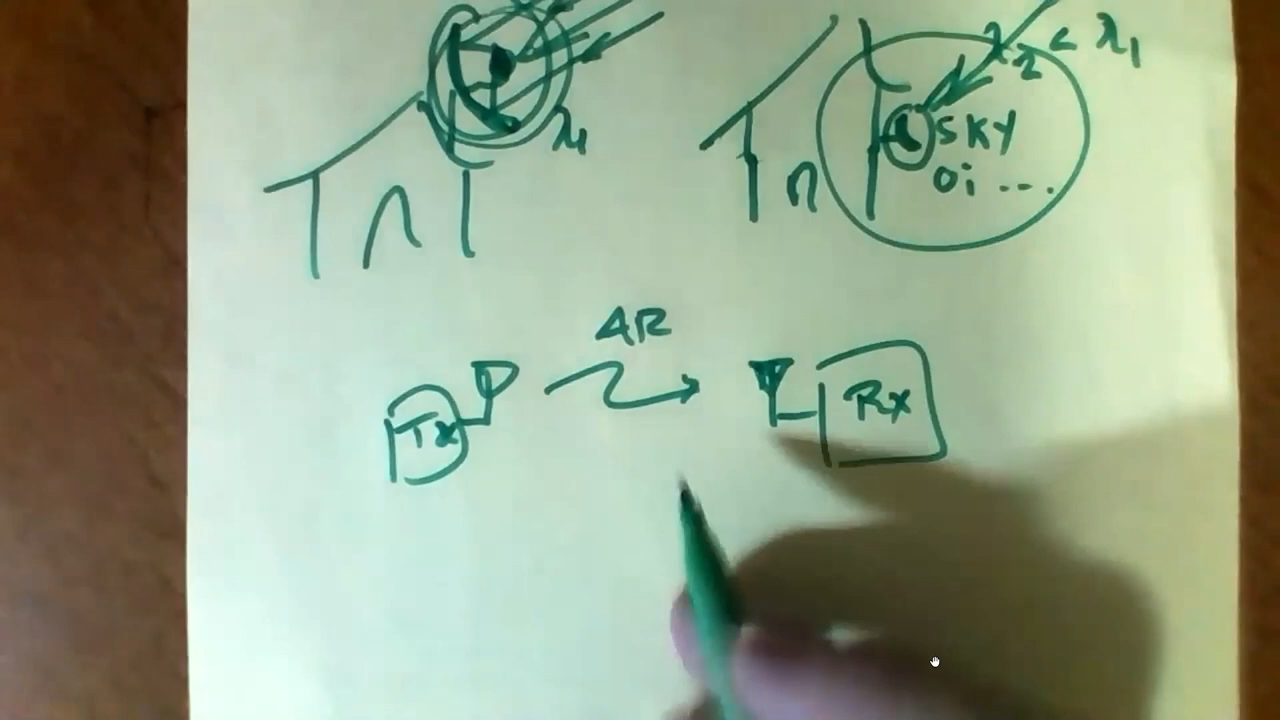 λ₂ < λ₁
λ₁
SKY
oi ....
AR
Tx
Rx